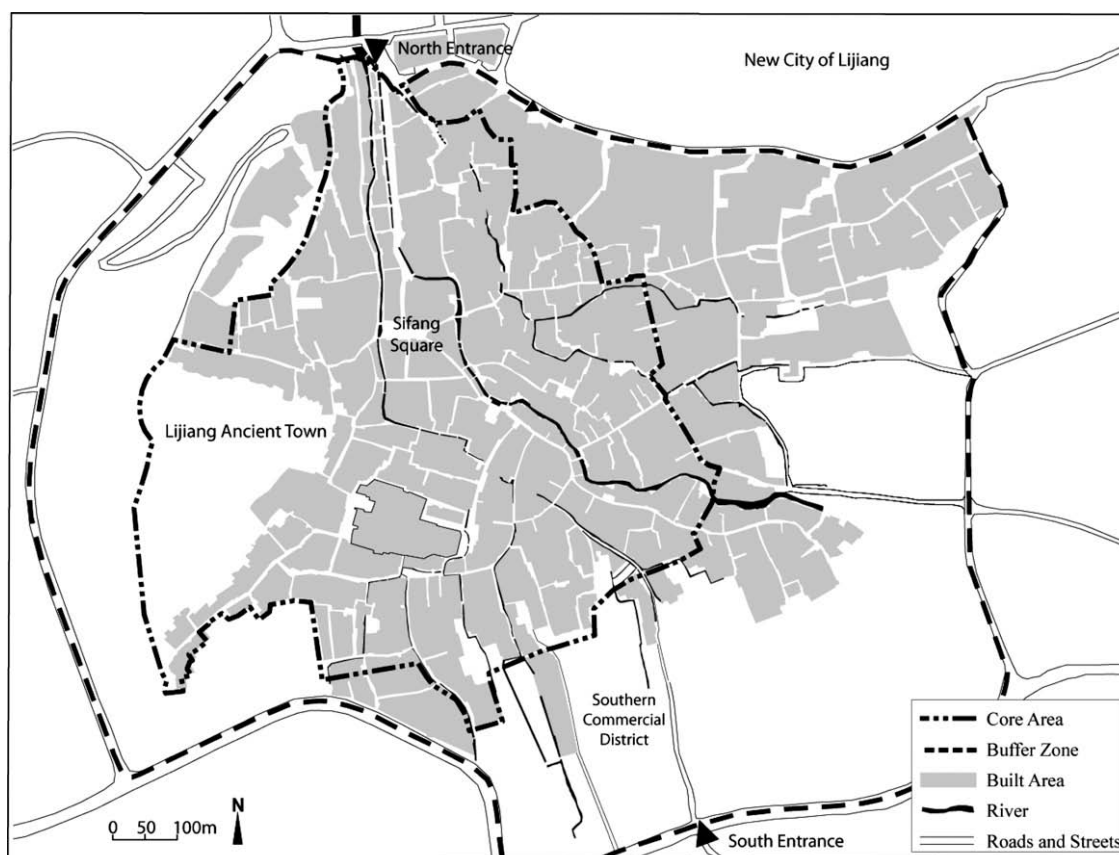 North Entrance
New City of Lijiang
Sifang
Square
Lijiang Ancient Town
Southern
Commercial
District
South Entrance
N
0 50 100m
Core Area
Buffer Zone
Built Area
River
Roads and Streets